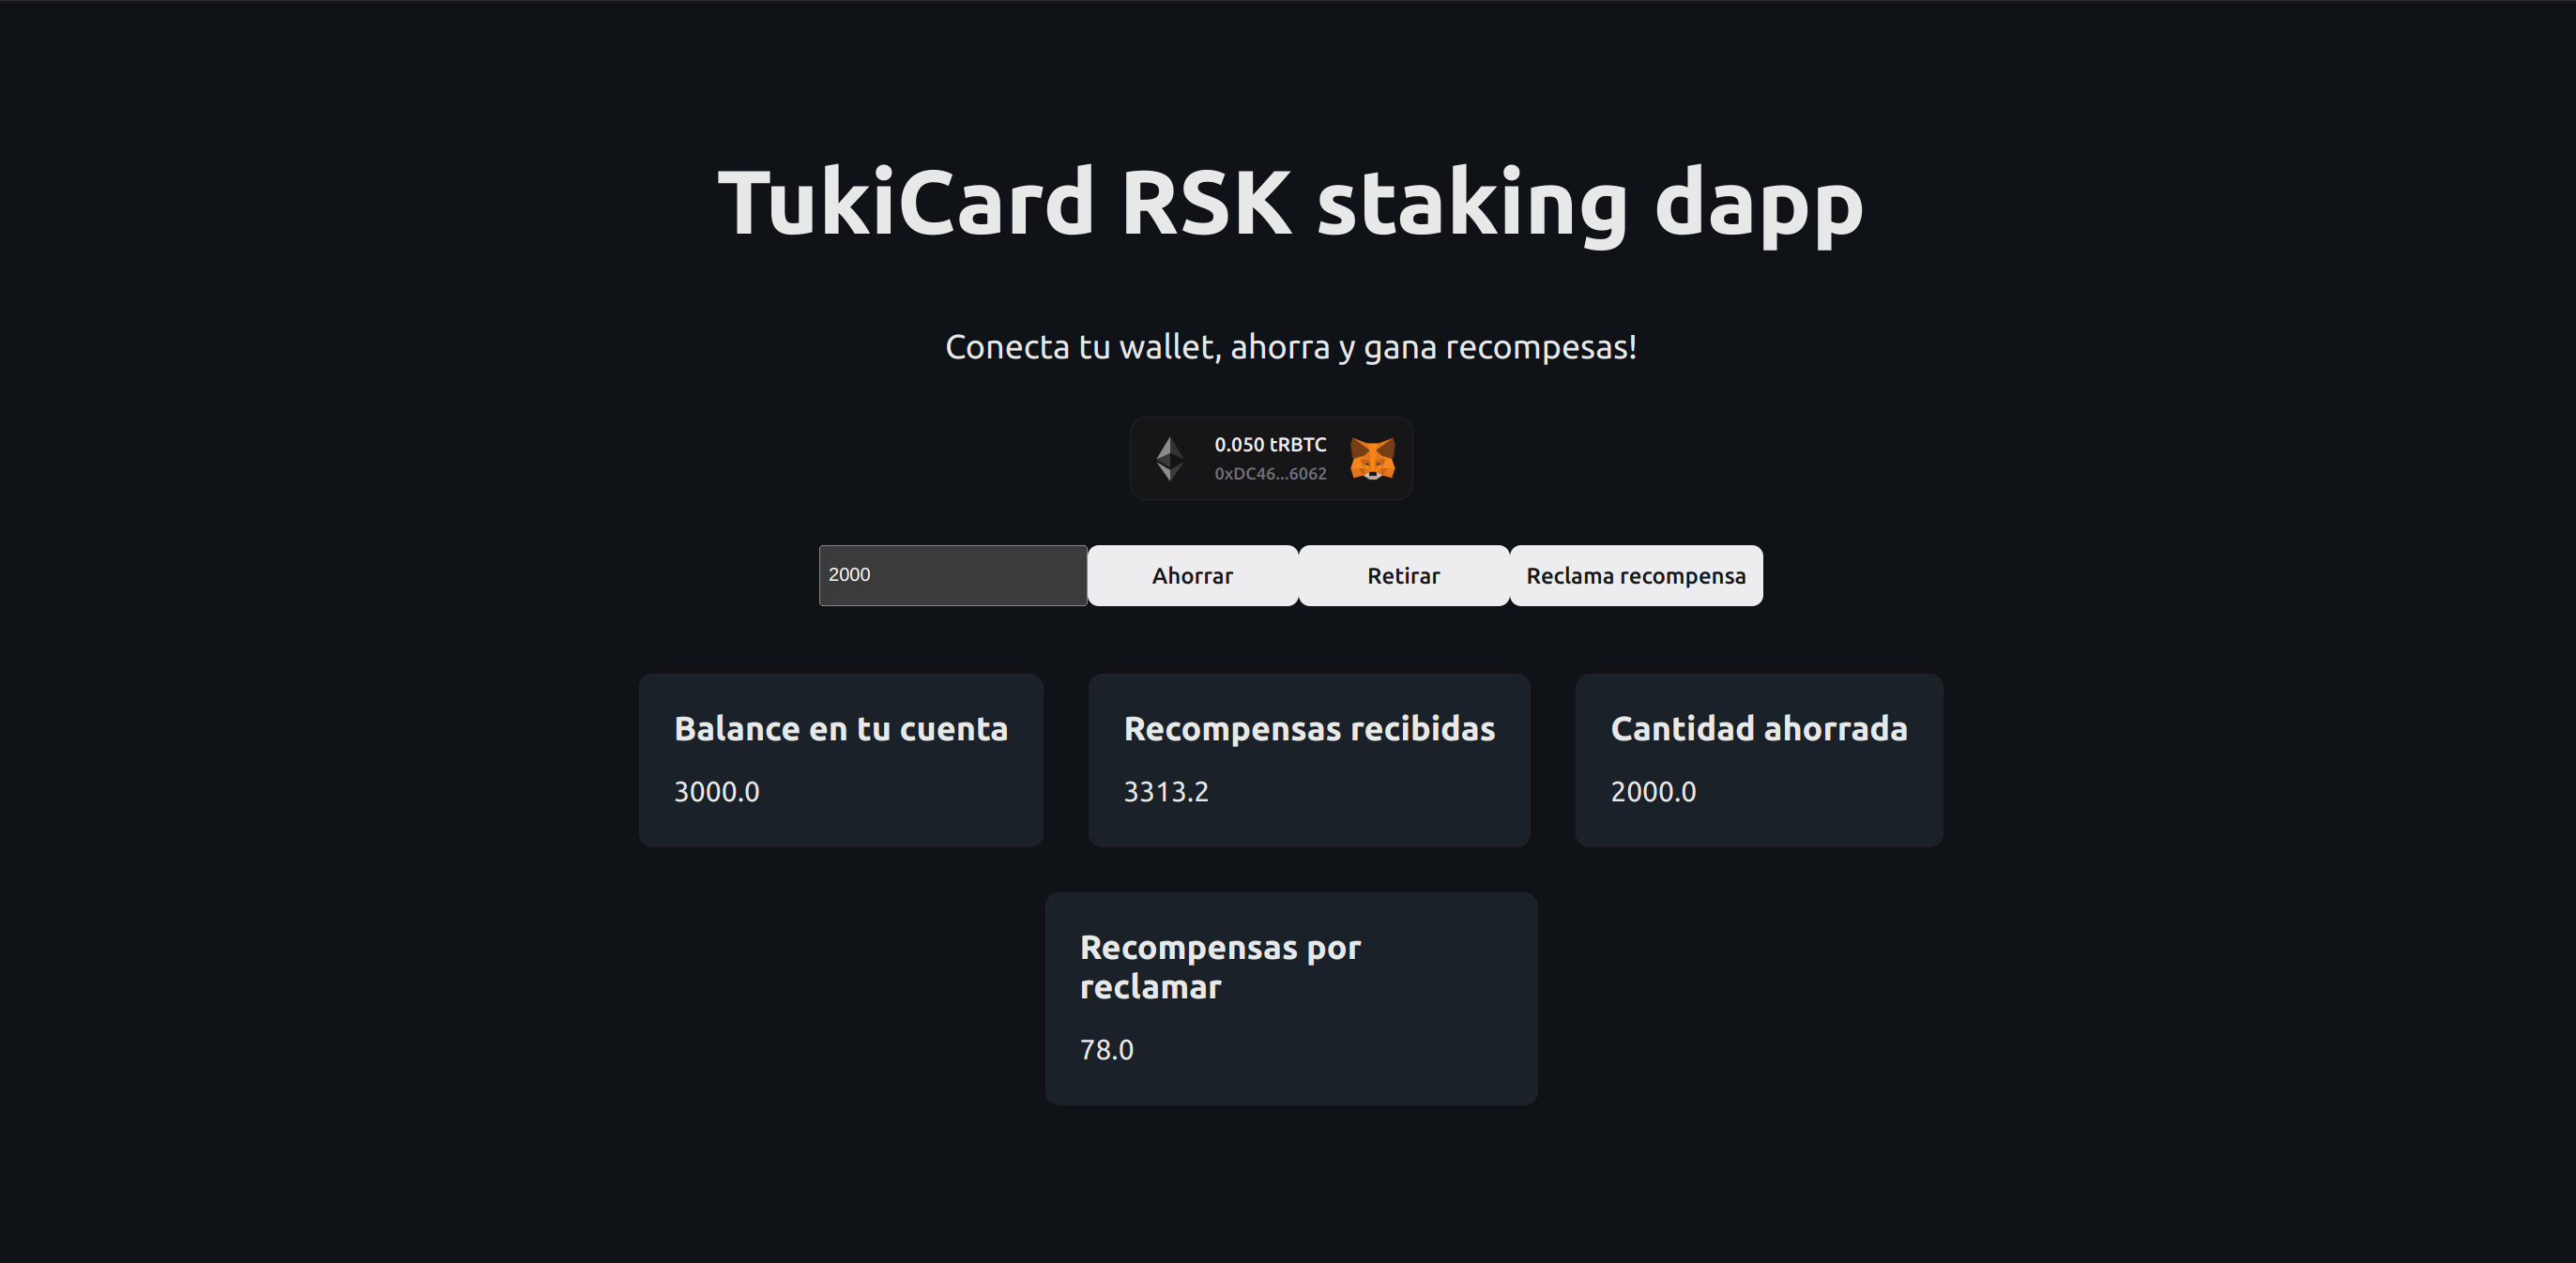 TukiCard RSK staking dapp
Conecta tu wallet, ahorra y gana recompesas!
0.050 tRBTC
0xDC46...6062
2000
Ahorrar
Retirar
Reclama recompensa
Balance en tu cuenta
3000.0
Recompensas recibidas
3313.2
Cantidad ahorrada
2000.0
Recompensas por
reclamar
78.0